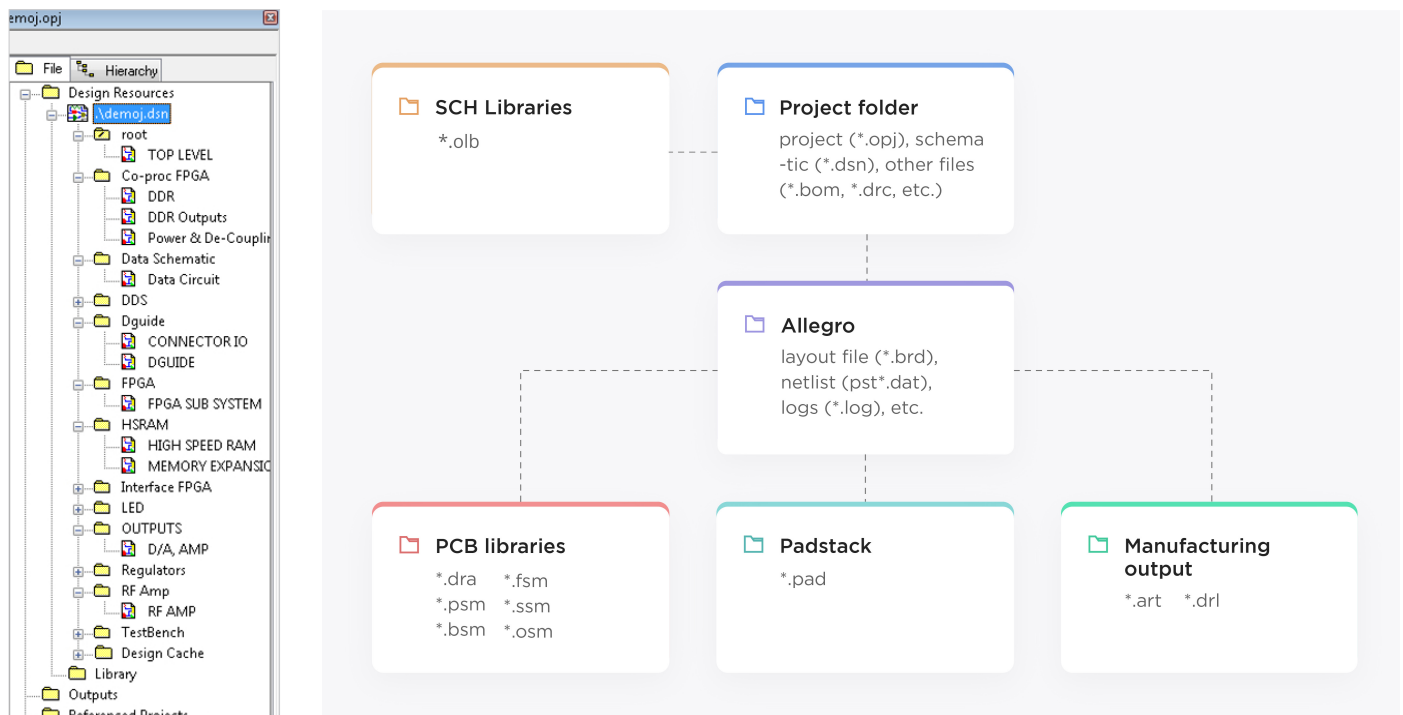 emoj.opj
File
Hierarchy
Design Resources
.\demoj.dsn
root
TOP LEVEL
Co-proc FPGA
DDR
DDR Outputs
Power & De-Couplin
Data Schematic
Data Circuit
DDS
Dguide
CONNECTOR IO
DGUIDE
FPGA
FPGA SUB SYSTEM
HSRAM
HIGH SPEED RAM
MEMORY EXPANSIO
Interface FPGA
LED
OUTPUTS
D/A, AMP
Regulators
RF Amp
RF AMP
TestBench
Design Cache
Library
Outputs
Referenced Projects
SCH Libraries
*.olb
Project folder
project (*.opj), schema
-tic (*.dsn), other files
(*.bom, *.drc, etc.)
Allegro
layout file (*.brd),
netlist (pst*.dat),
logs (*.log), etc.
PCB libraries
*.dra *.fsm
*.psm *.ssm
*.bsm *.osm
Padstack
*.pad
Manufacturing
output
*.art *.drl